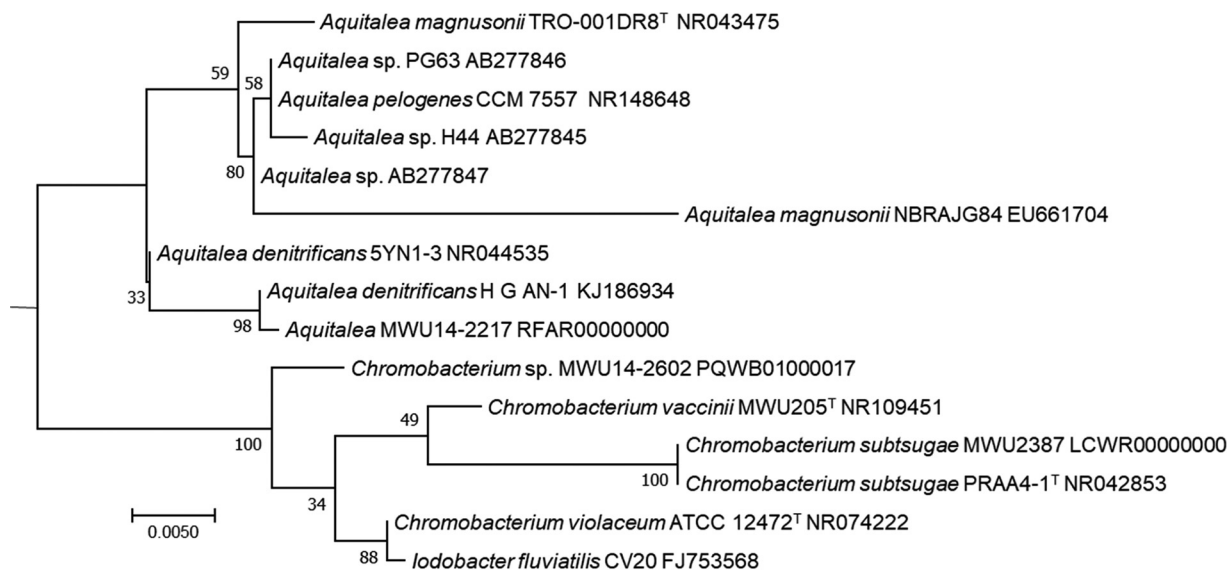 Aquitalea magnusonii TRO-001DR8ᵀ NR043475
Aquitalea sp. PG63 AB277846
59
58
Aquitalea pelogenes CCM 7557 NR148648
Aquitalea sp. H44 AB277845
80
Aquitalea sp. AB277847
Aquitalea magnusonii NBRAJG84 EU661704
Aquitalea denitrificans 5YN1-3 NR044535
33
Aquitalea denitrificans H G AN-1 KJ186934
98
Aquitalea MWU14-2217 RFAR00000000
Chromobacterium sp. MWU14-2602 PQWB01000017
Chromobacterium vaccinii MWU205ᵀ NR109451
49
100
Chromobacterium subtsugae MWU2387 LCWR00000000
100
Chromobacterium subtsugae PRAA4-1ᵀ NR042853
34
Chromobacterium violaceum ATCC 12472ᵀ NR074222
0.0050
88
Iodobacter fluviatilis CV20 FJ753568